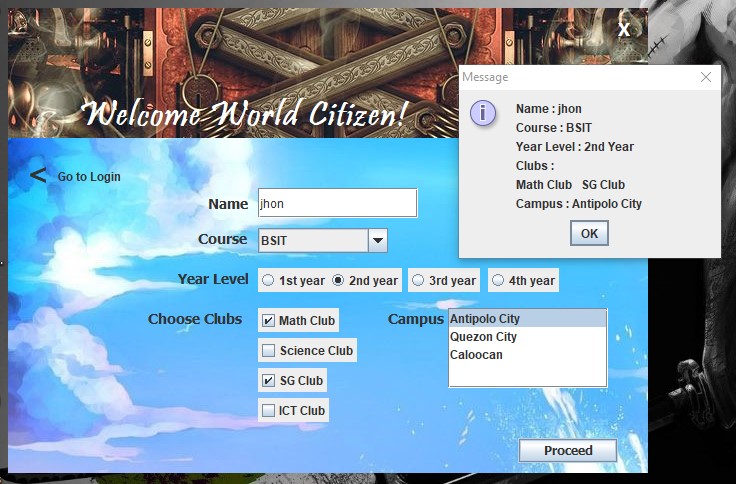 X
Welcome World Citizen!
Message
Name : jhon
Course : BSIT
Year Level : 2nd Year
Clubs :
Math Club SG Club
Campus : Antipolo City
OK
< Go to Login
Name jhon
Course BSIT
Year Level 1st year 2nd year 3rd year 4th year
Choose Clubs Math Club
Science Club
SG Club
ICT Club
Campus Antipolo City
Quezon City
Caloocan
Proceed